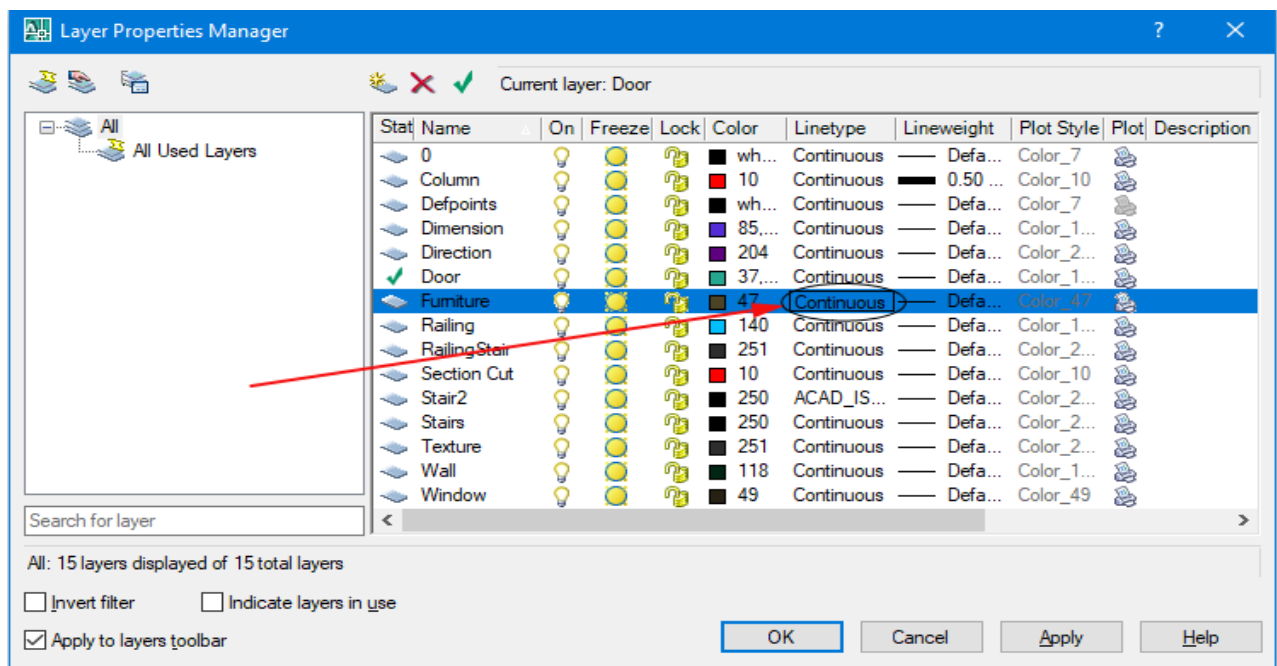 Layer Properties Manager ? ×
Current layer: Door
All
All Used Layers
Stat Name On Freeze Lock Color Linetype Lineweight Plot Style Plot Description
0 wh... Continuous Defa... Color_7
Column 10 Continuous 0.50 ... Color_10
Defpoints wh... Continuous Defa... Color_7
Dimension 85,... Continuous Defa... Color_1...
Direction 204 Continuous Defa... Color_2...
Door 37,... Continuous Defa... Color_1...
Furniture 47 Continuous Defa... Color_47
Railing 140 Continuous Defa... Color_1...
RailingStair 251 Continuous Defa... Color_2...
Section Cut 10 Continuous Defa... Color_10
Stair2 250 ACAD_IS... Defa... Color_2...
Stairs 250 Continuous Defa... Color_2...
Texture 251 Continuous Defa... Color_2...
Wall 118 Continuous Defa... Color_1...
Window 49 Continuous Defa... Color_49
Search for layer
All: 15 layers displayed of 15 total layers
Invert filter Indicate layers in use
Apply to layers toolbar OK Cancel Apply Help